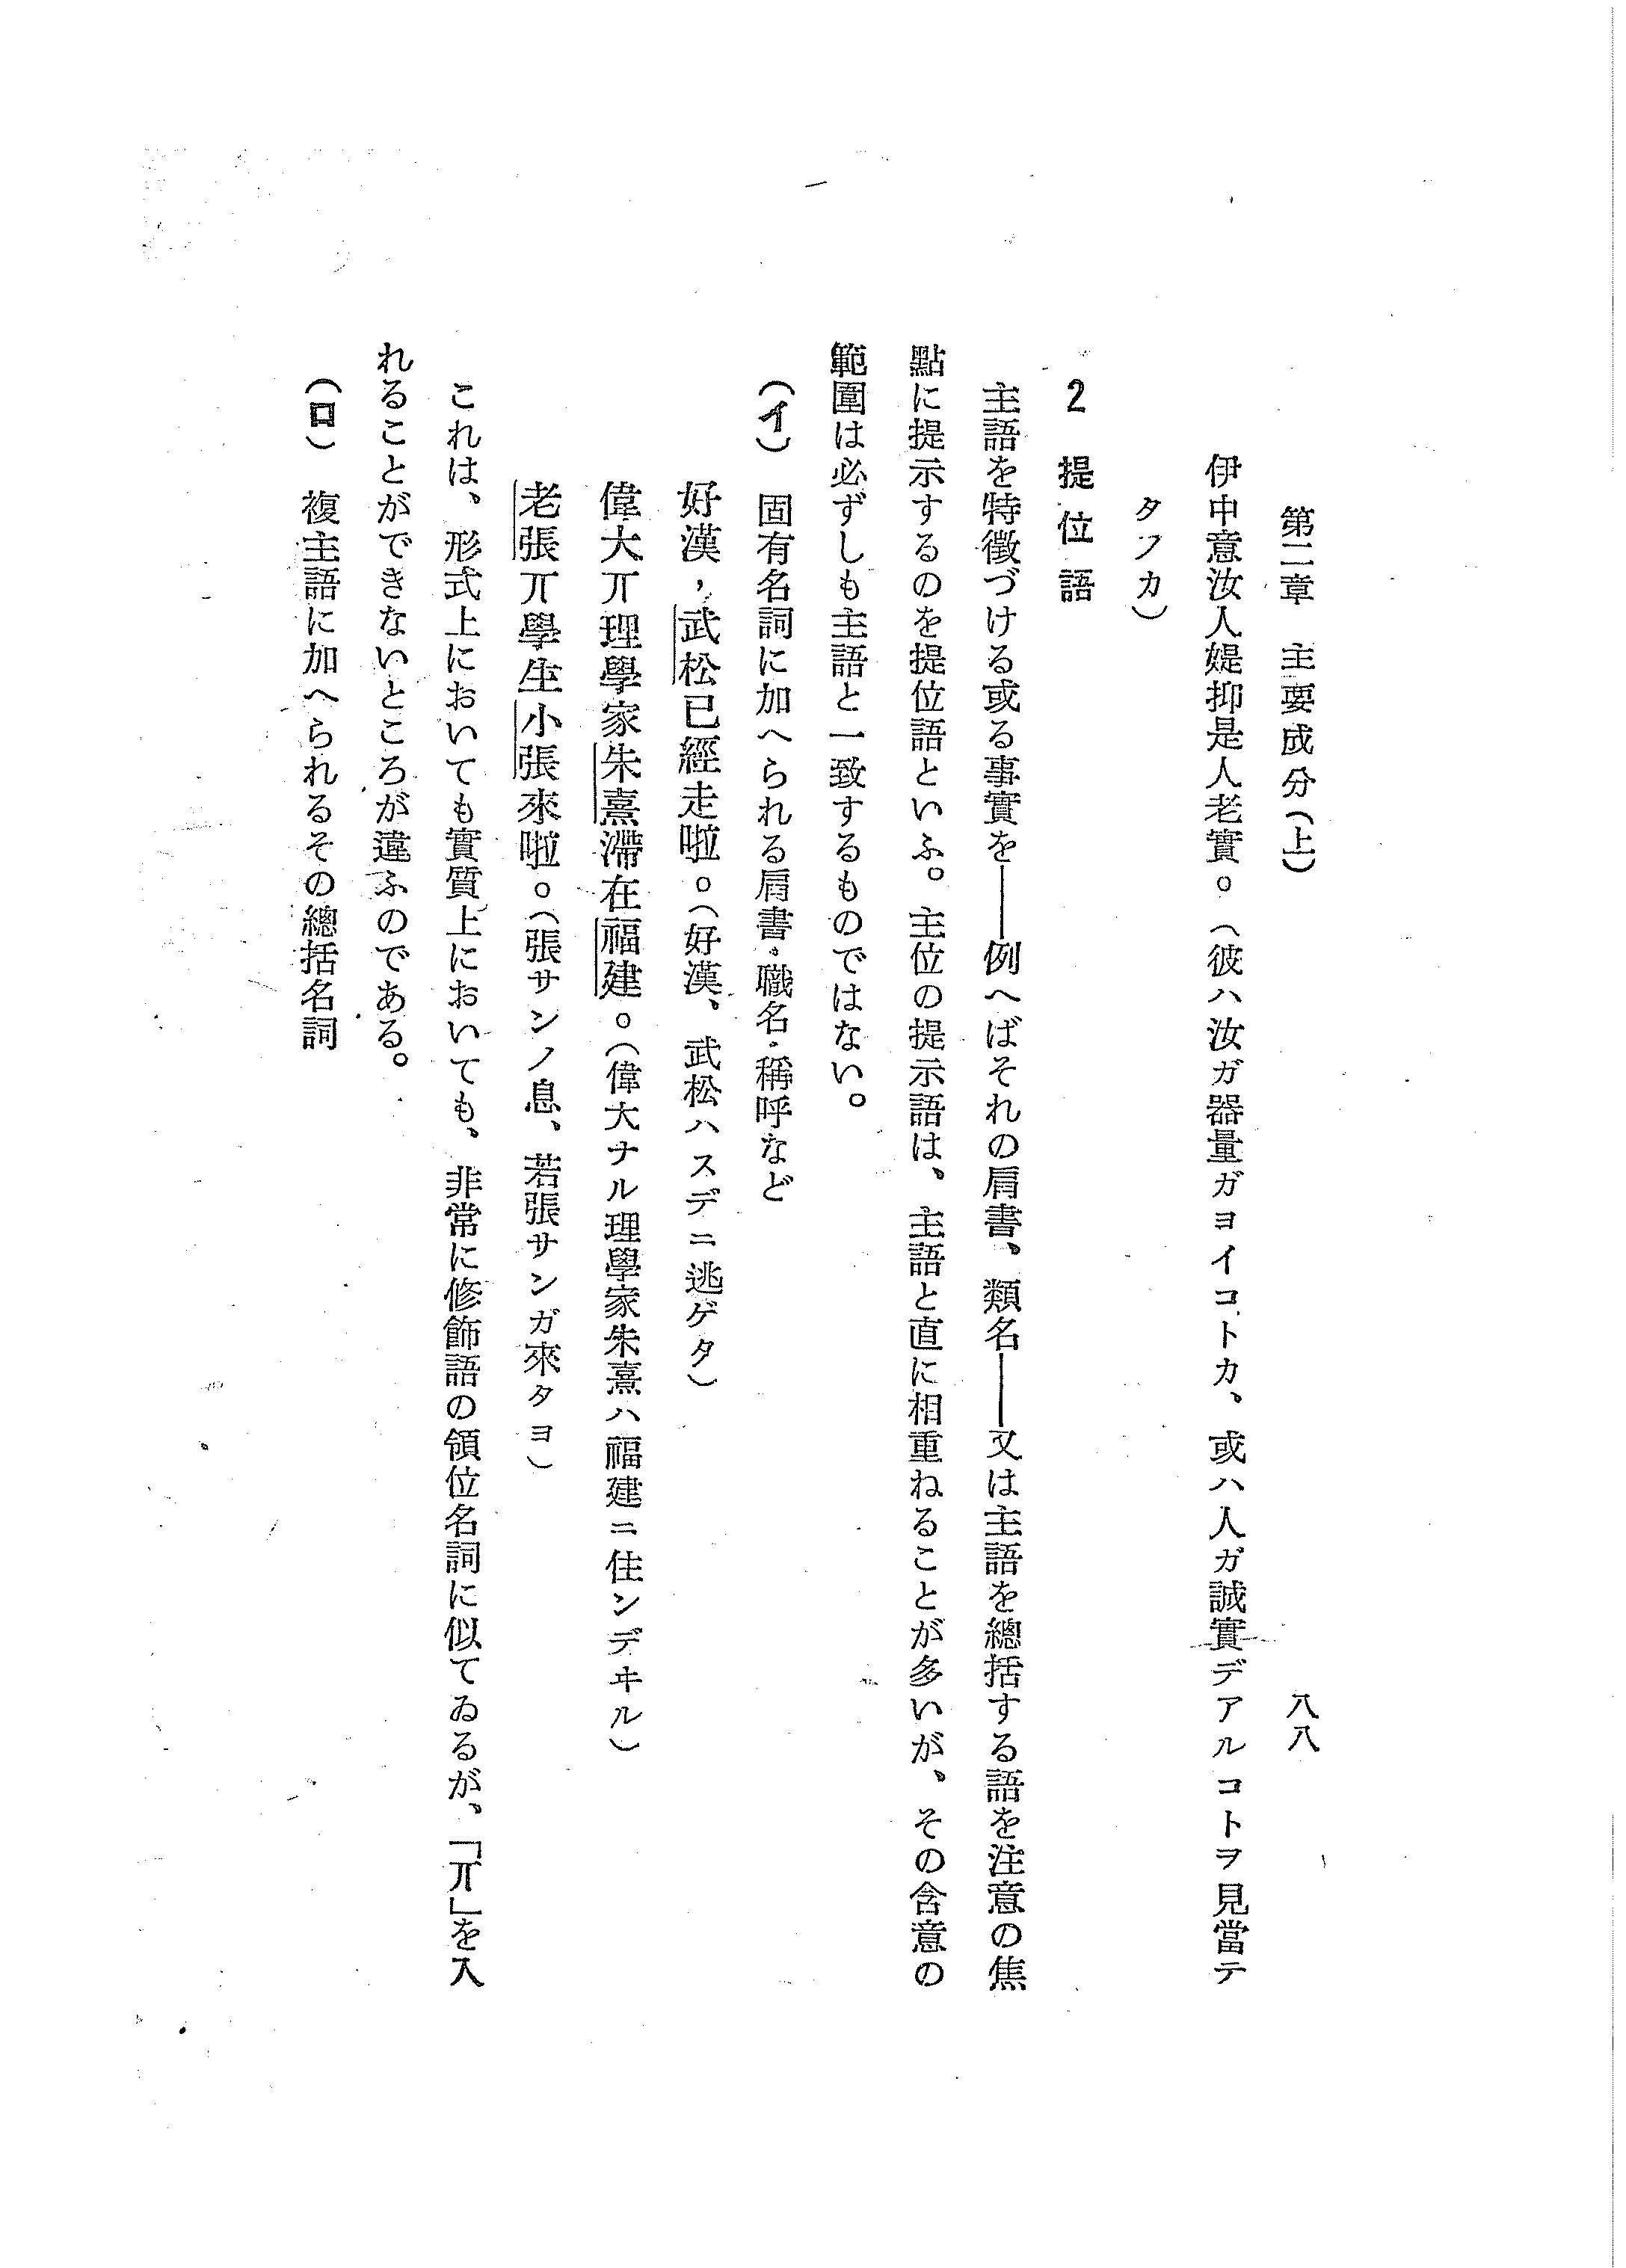 第二章　主要成分（上）
八八
伊中意汝人媞抑是人老實。（彼ハ汝ガ器量ガヨイコトカ、或ハ人ガ誠實デアルコトヲ見當テ
タノカ）
2　提位語
主語を特徴づける或る事實を――例へばそれの肩書、類名――又は主語を總括する語を注意の焦
點に提示するのを提位語といふ。主位の提示語は、主語と直に相重ねることが多いが、その含意の
範圍は必ずしも主語と一致するものではない。
（イ）　固有名詞に加へられる肩書・職名・稱呼など
好漢，武松已經走啦。（好漢、武松ハスデニ逃ゲタ）
偉大丌理學家朱熹滯在福建。（偉大ナル理學家朱熹ハ福建ニ住ンデヰル）
老張丌學生小張來啦。（張サンノ息、若張サンガ來タヨ）
これは、形式上においても實質上においても、非常に修飾語の領位名詞に似てゐるが、「丌」を入
れることができないところが違ふのである。
（ロ）　複主語に加へられるその總括名詞